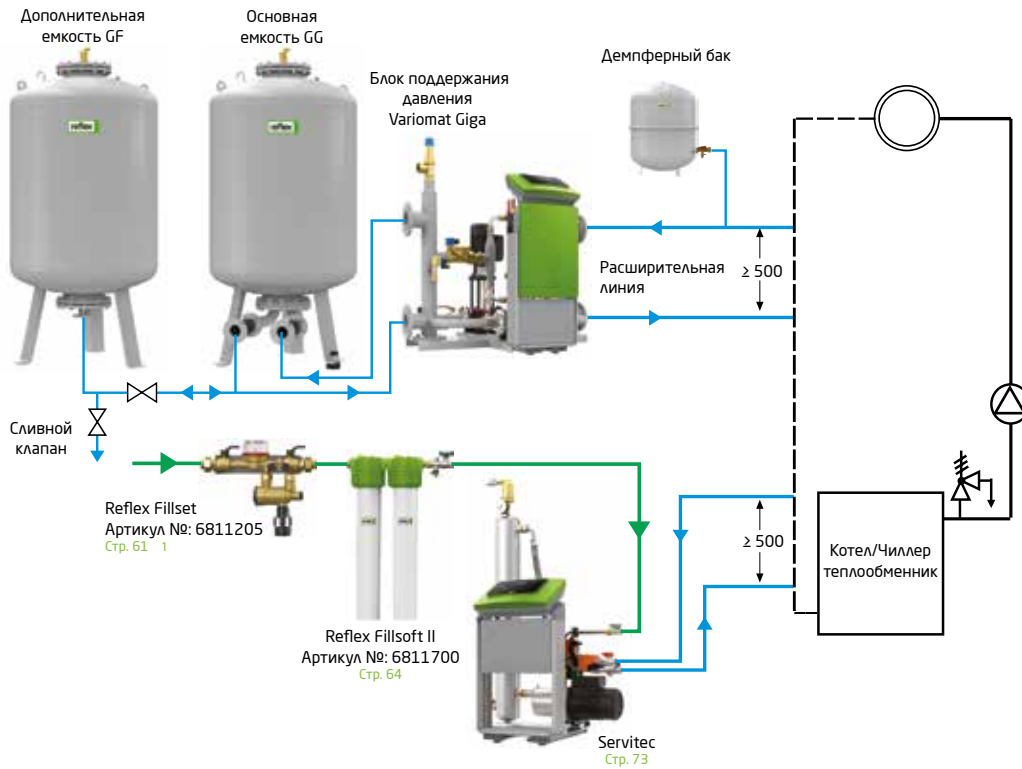 Дополнительная
емкость GF
Основная
емкость GG
Блок поддержания
давления
Variomat Giga
Демпферный бак
reflex
reflex
Расширительная
линия
≥ 500
Сливной
клапан
Reflex Fillset
Артикул №: 6811205
Стр. 61 1
Reflex Fillsoft II
Артикул №: 6811700
Стр. 64
≥ 500
Котел/Чиллер
теплообменник
Servitec
Стр. 73